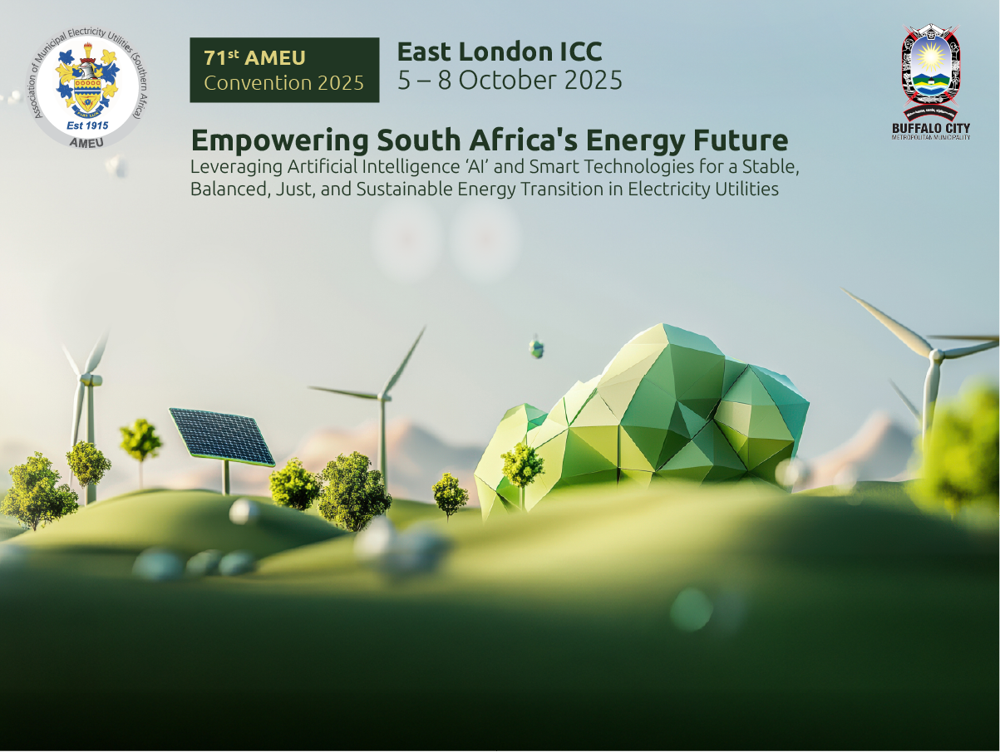 Association of Municipal Electricity Utilities (Southern Africa)
Est 1915
AMEU
71st AMEU
Convention 2025
East London ICC
5 – 8 October 2025
BUFFALO CITY
METROPOLITAN MUNICIPALITY
Empowering South Africa's Energy Future
Leveraging Artificial Intelligence ‘AI’ and Smart Technologies for a Stable,
Balanced, Just, and Sustainable Energy Transition in Electricity Utilities